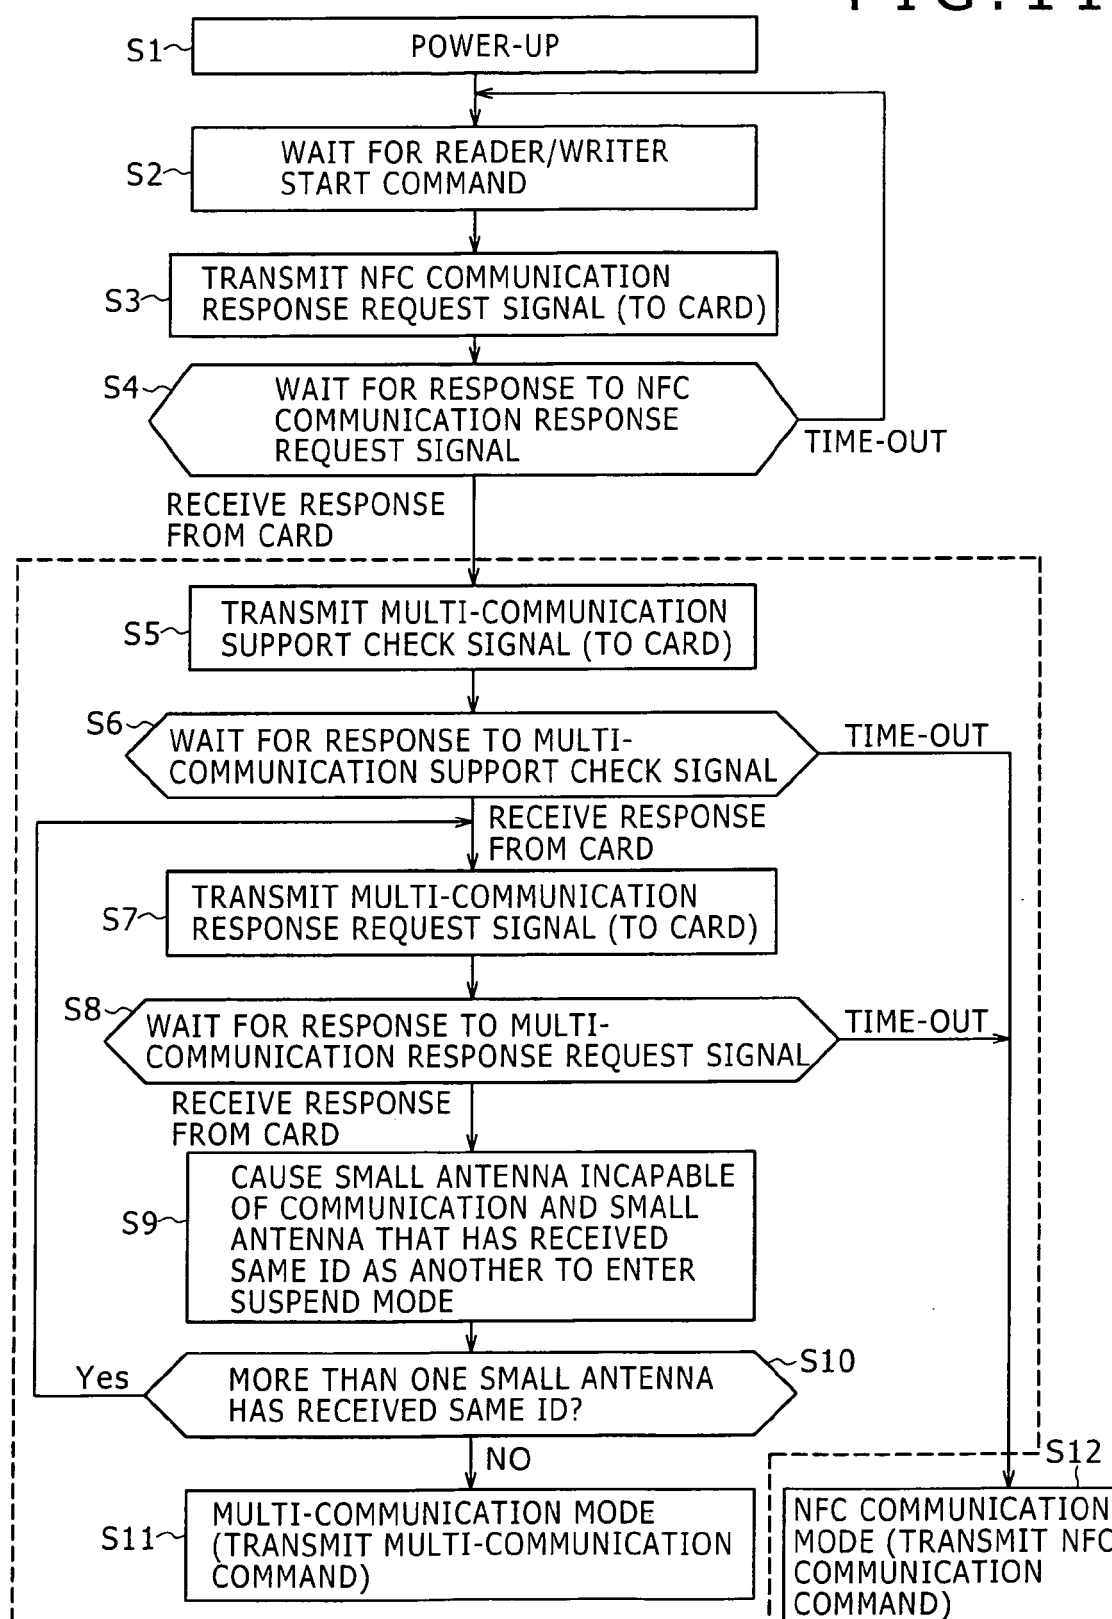 FIG.11
S1
POWER-UP
S2
WAIT FOR READER/WRITER
START COMMAND
S3
TRANSMIT NFC COMMUNICATION
RESPONSE REQUEST SIGNAL (TO CARD)
S4
WAIT FOR RESPONSE TO NFC
COMMUNICATION RESPONSE
REQUEST SIGNAL
TIME-OUT
RECEIVE RESPONSE
FROM CARD
S5
TRANSMIT MULTI-COMMUNICATION
SUPPORT CHECK SIGNAL (TO CARD)
S6
WAIT FOR RESPONSE TO MULTI-
COMMUNICATION SUPPORT CHECK SIGNAL
TIME-OUT
RECEIVE RESPONSE
FROM CARD
S7
TRANSMIT MULTI-COMMUNICATION
RESPONSE REQUEST SIGNAL (TO CARD)
S8
WAIT FOR RESPONSE TO MULTI-
COMMUNICATION RESPONSE REQUEST SIGNAL
TIME-OUT
RECEIVE RESPONSE
FROM CARD
S9
CAUSE SMALL ANTENNA INCAPABLE
OF COMMUNICATION AND SMALL
ANTENNA THAT HAS RECEIVED
SAME ID AS ANOTHER TO ENTER
SUSPEND MODE
S10
Yes
MORE THAN ONE SMALL ANTENNA
HAS RECEIVED SAME ID?
NO
S11
MULTI-COMMUNICATION MODE
(TRANSMIT MULTI-COMMUNICATION
COMMAND)
S12
NFC COMMUNICATION
MODE (TRANSMIT NFC
COMMUNICATION
COMMAND)